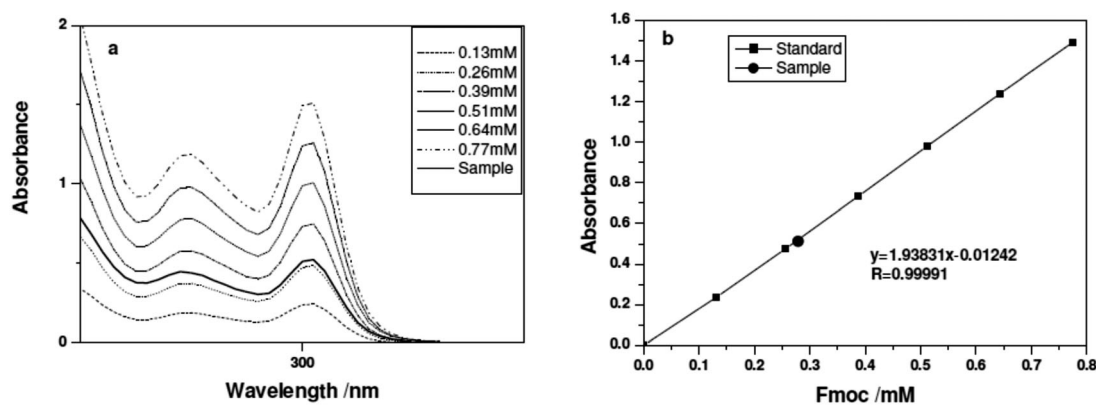 a
2
1
0
Absorbance
300
Wavelength /nm
0.13mM
0.26mM
0.39mM
0.51mM
0.64mM
0.77mM
Sample
b
1.6
1.4
1.2
1.0
0.8
0.6
0.4
0.2
0.0
Absorbance
Standard
Sample
y=1.93831x-0.01242
R=0.99991
0.0 0.1 0.2 0.3 0.4 0.5 0.6 0.7 0.8
Fmoc /mM